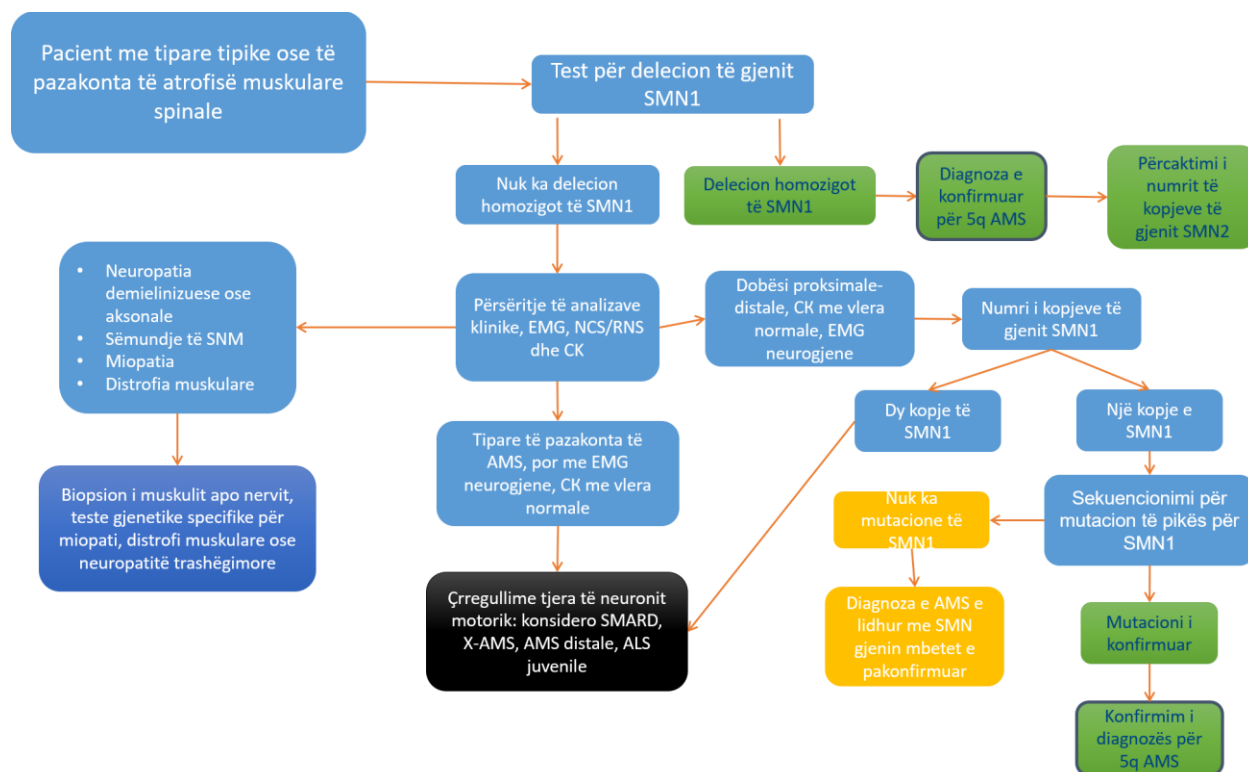 Pacient me tipare tipike ose të
pazakonta të atrofisë muskulare
spinale
Test për delecion të gjenit
SMN1
Nuk ka delecion
homozigot të SMN1
Delecion homozigot
të SMN1
Diagnoza e
konfirmuar
për 5q AMS
Përcaktimi i
numrit të
kopjeve të
gjenit SMN2
• Neuropatia
demielinizuese ose
aksonale
• Sëmundje të SNM
• Miopatia
• Distrofia muskulare
Përsëritje të analizave
klinike, EMG, NCS/RNS
dhe CK
Dobësi proksimale-
distale, CK me vlera
normale, EMG
neurogjene
Numri i kopjeve të
gjenit SMN1
Dy kopje të
SMN1
Një kopje e
SMN1
Tipare të pazakonta të
AMS, por me EMG
neurogjene, CK me vlera
normale
Biopsion i muskulit apo nervit,
teste gjenetike specifike për
miopati, distrofi muskulare ose
neuropatitë trashëgimore
Nuk ka
mutacione të
SMN1
Sekuencionimi për
mutacion të pikës për
SMN1
Çrregullime tjera të neuronit
motorik: konsidero SMARD,
X-AMS, AMS distale, ALS
juvenile
Diagnoza e AMS e
lidhur me SMN
gjenin mbetet e
pakonfirmuar
Mutacioni i
konfirmuar
Konfirmim i
diagnozës për
5q AMS